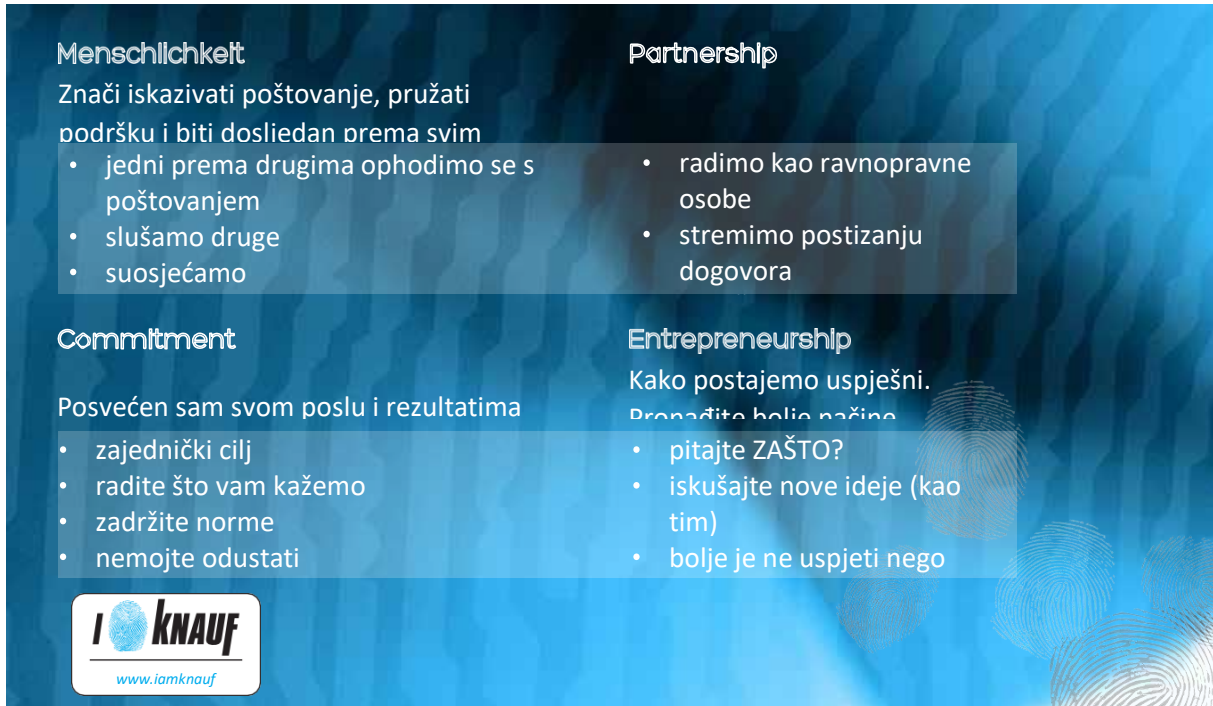 Menschlichkeit
Znači iskazivati poštovanje, pružati
podršku i biti dosljedan prema svim
• jedni prema drugima ophodimo se s
poštovanjem
• slušamo druge
• suosjećamo
Partnership
• radimo kao ravnopravne
osobe
• stremimo postizanju
dogovora
Commitment
Posvećen sam svom poslu i rezultatima
• zajednički cilj
• radite što vam kažemo
• zadržite norme
• nemojte odustati
Entrepreneurship
Kako postajemo uspješni.
Pronađite bolje načine
• pitajte ZAŠTO?
• iskušajte nove ideje (kao
tim)
• bolje je ne uspjeti nego
I KNAUF
www.iamknauf